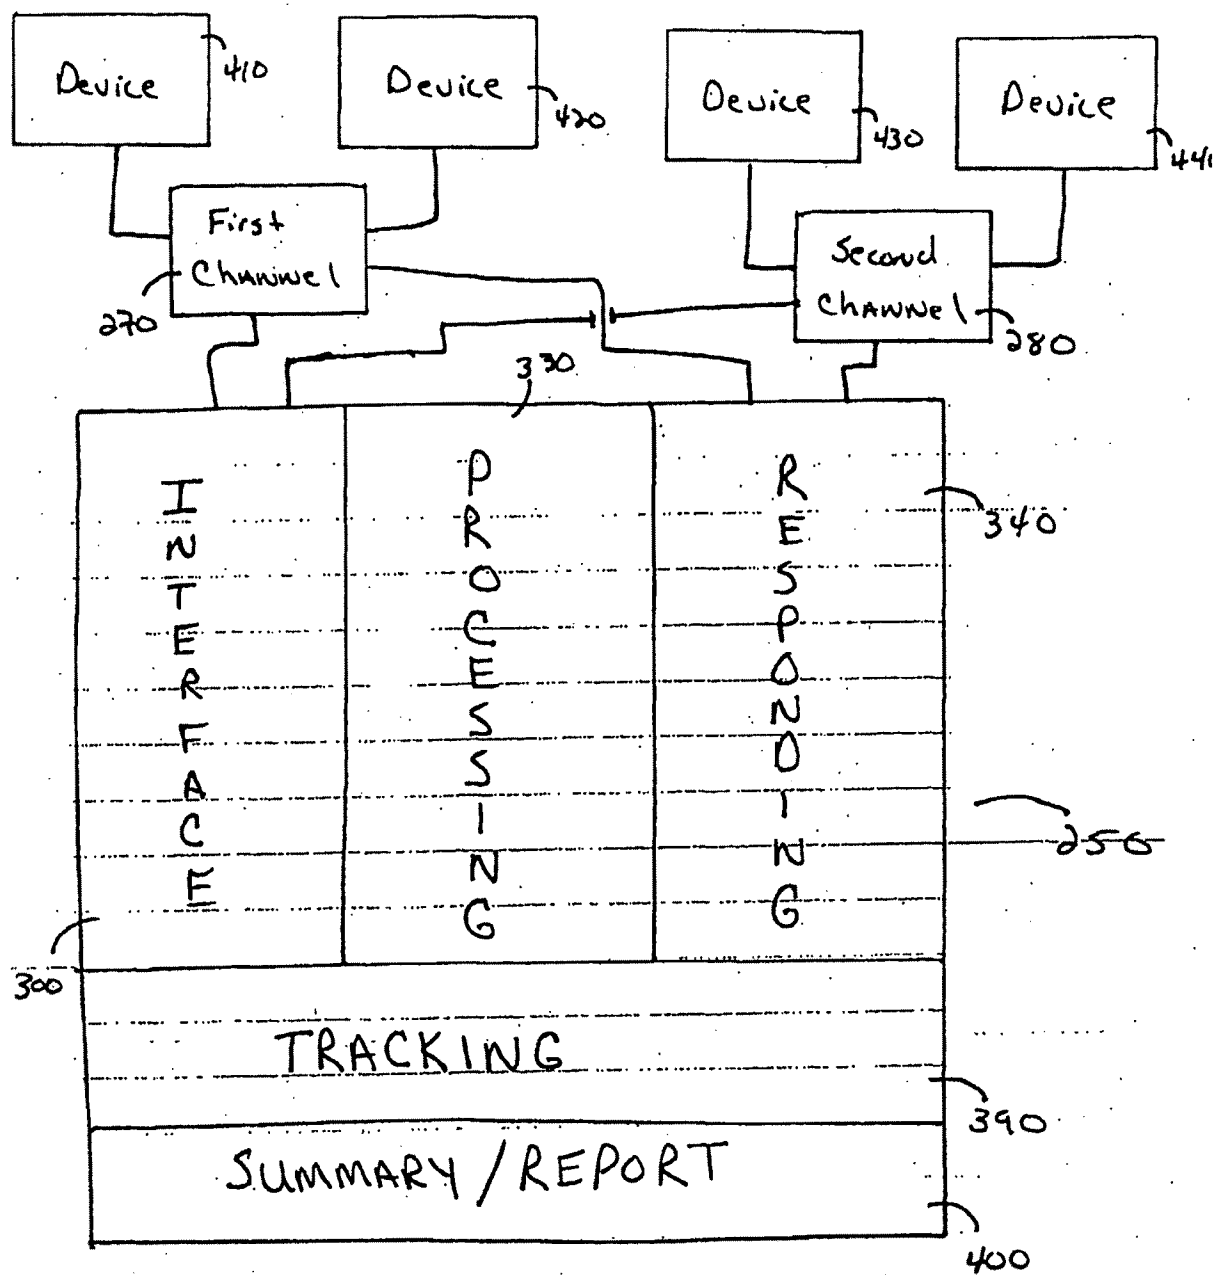 Device
410
Device
420
Device
430
Device
440
First
Channel
270
Second
Channel
280
330
INTERFACE
PROCESSING
RESPONDING
340
250
300
TRACKING
390
SUMMARY/REPORT
400